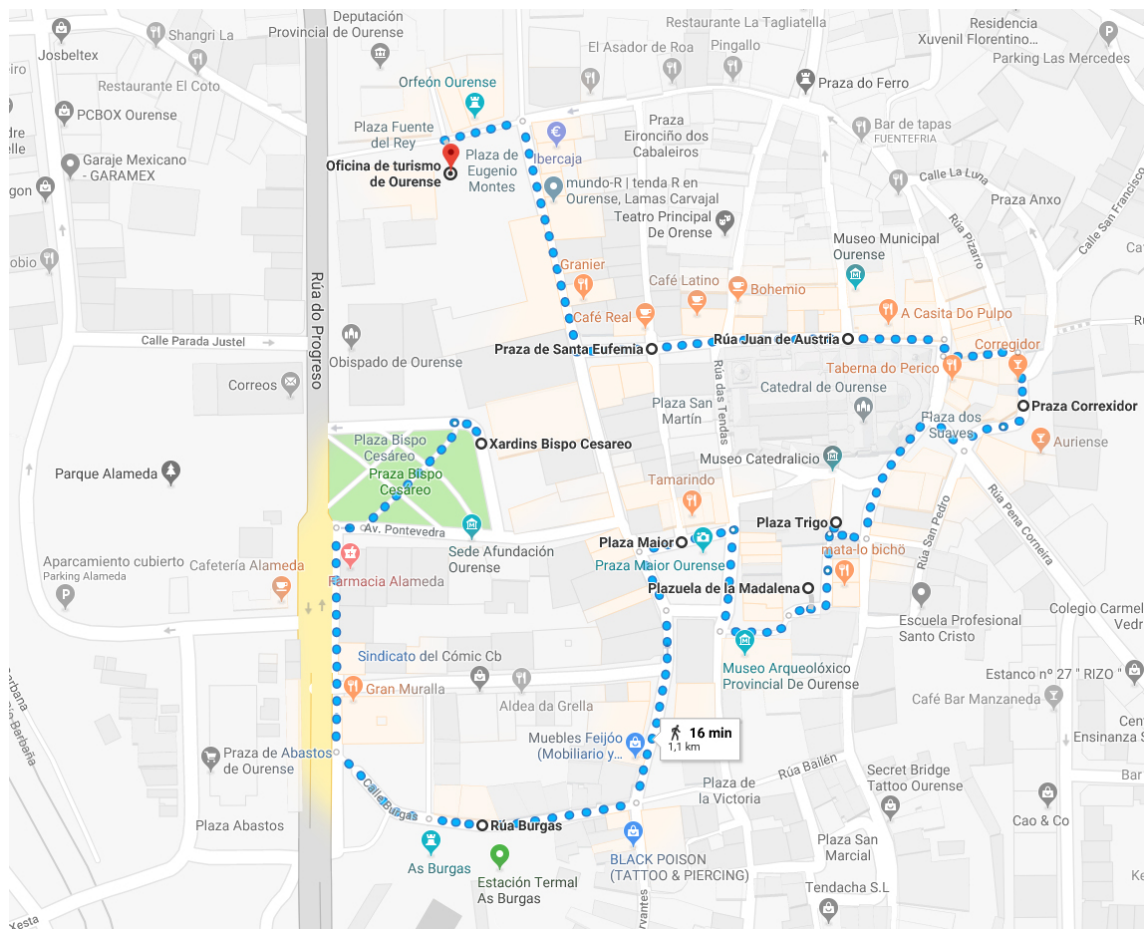 Josbeltex
Shangri La
Deputación
Provincial de Ourense
Restaurante La Tagliatella
Pingallo
El Asador de Roa
Residencia
Xuvenil Florentino...
Parking Las Mercedes
Restaurante El Coto
Orfeón Ourense
Praza do Ferro
PCBOX Ourense
Plaza Fuente
del Rey
Praza
Eironciño dos
Cabaleiros
Bar de tapas
FUENTEFRIA
Ibercaja
Garaje Mexicano
- GARAMEX
Oficina de turismo
de Ourense
Plaza de
Eugenio
Montes
mundo-R | tenda R en
Ourense, Lamas Carvajal
Calle La Luna
Calle San Francisco
Praza Anxo
Teatro Principal
De Orense
Rúa Pizarro
Museo Municipal
Ourense
Granier
Café Latino
Bohemio
Café Real
A Casita Do Pulpo
Rúa do Progreso
Calle Parada Justel
Obispado de Ourense
Praza de Santa Eufemia
Rúa Juan de Austria
Corregidor
Taberna do Perico
Correos
Catedral de Ourense
Rúa das Tendas
Plaza San
Martín
Praza Correxidor
Plaza dos
Suaves
Auriense
Plaza Bispo
Cesáreo
Praza Bispo
Cesáreo
Xardins Bispo Cesareo
Parque Alameda
Museo Catedralicio
Tamarindo
Rúa Pena Corneira
Rúa San Pedro
Av. Pontevedra
Plaza Trigo
Plaza Maior
Praza Maior Ourense
mata-lo bichö
Sede Afundación
Ourense
Aparcamiento cubierto
Parking Alameda
Cafetería Alameda
Farmacia Alameda
Plazuela de la Madalena
Escuela Profesional
Santo Cristo
Colegio Carmel
Vedr
Sindicato del Cómic Cb
Museo Arqueolóxico
Provincial De Ourense
Estanco nº 27 " RIZO "
Gran Muralla
Aldea da Grella
Café Bar Manzaneda
Muebles Feijóo
(Mobiliario y...
16 min
1,1 km
Praza de Abastos
de Ourense
Rúa Bailén
Plaza de
la Victoria
Secret Bridge
Tattoo Ourense
Calle Burgas
Plaza Abastos
Rúa Burgas
Cao & Co
As Burgas
Estación Termal
As Burgas
BLACK POISON
(TATTOO & PIERCING)
Plaza San
Marcial
Tendacha S.L
Xesta